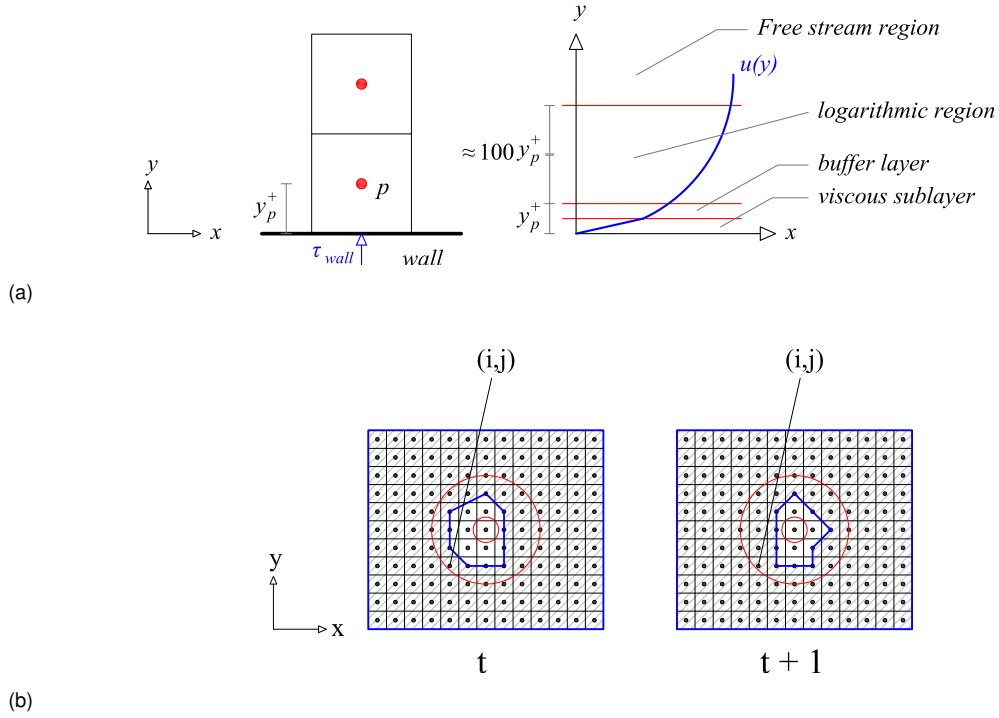 y
Free stream region
u(y)
logarithmic region
≈100 y_p^+
y
p
buffer layer
y_p^+
y_p^+
viscous sublayer
x
x
τ_wall
wall
(a)
(i,j)
(i,j)
y
x
t
t + 1
(b)